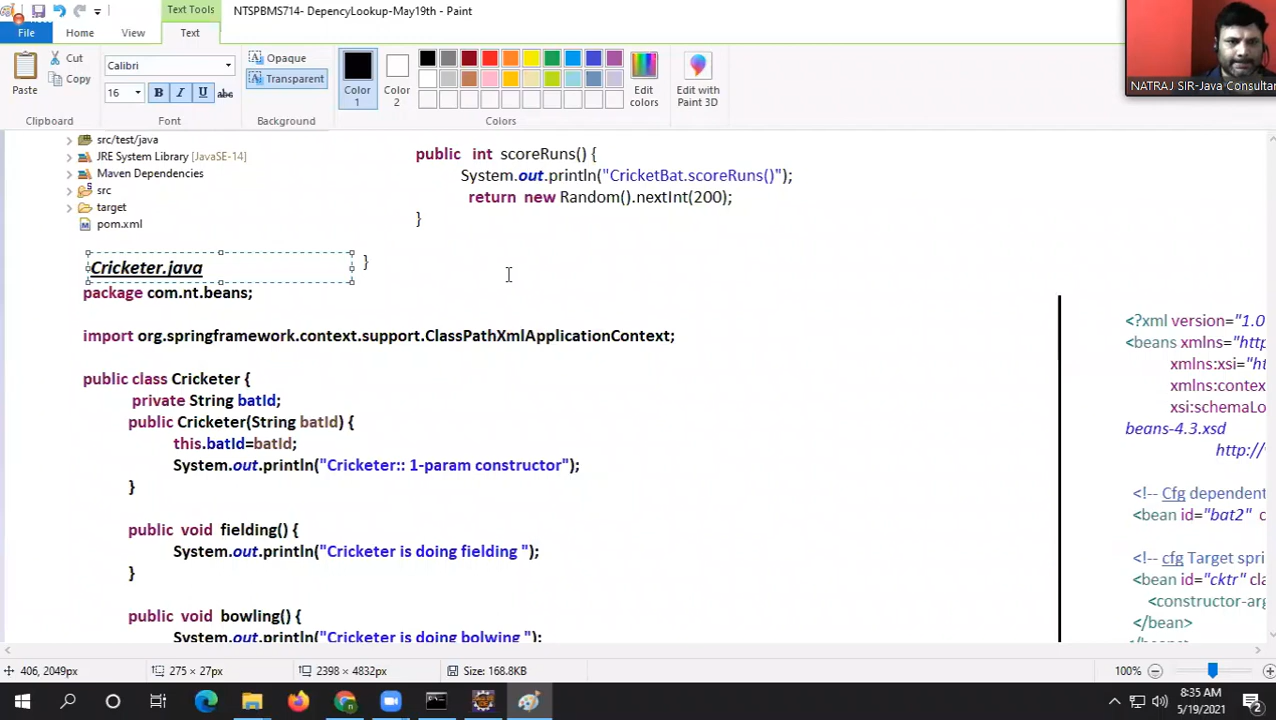 Text Tools
NTSPBMS714- DepencyLookup-May19th - Paint
File
Home
View
Text
Paste
Cut
Copy
Clipboard
Calibri
16
B I U abc
Font
Opaque
Transparent
Background
Color 1
Color 2
Edit colors
Edit with Paint 3D
Colors
NATRAJ SIR-Java Consultan
src/test/java
JRE System Library [JavaSE-14]
Maven Dependencies
src
target
pom.xml
public int scoreRuns() {
System.out.println("CricketBat.scoreRuns()");
return new Random().nextInt(200);
}
}
Cricketer.java
package com.nt.beans;
import org.springframework.context.support.ClassPathXmlApplicationContext;
public class Cricketer {
private String batId;
public Cricketer(String batId) {
this.batId=batId;
System.out.println("Cricketer:: 1-param constructor");
}
public void fielding() {
System.out.println("Cricketer is doing fielding ");
}
public void bowling() {
System.out.println("Cricketer is doing bolwing ");
<?xml version="1.0
<beans xmlns="http
xmlns:xsi="ht
xmlns:contex
xsi:schemaLo
beans-4.3.xsd
http://
<!-- Cfg dependent
<bean id="bat2" c
<!-- cfg Target spri
<bean id="cktr" cla
<constructor-arg
</bean>
</beans>
406, 2049px
275 × 27px
2398 × 4832px
Size: 168.8KB
100%
8:35 AM
5/19/2021
2